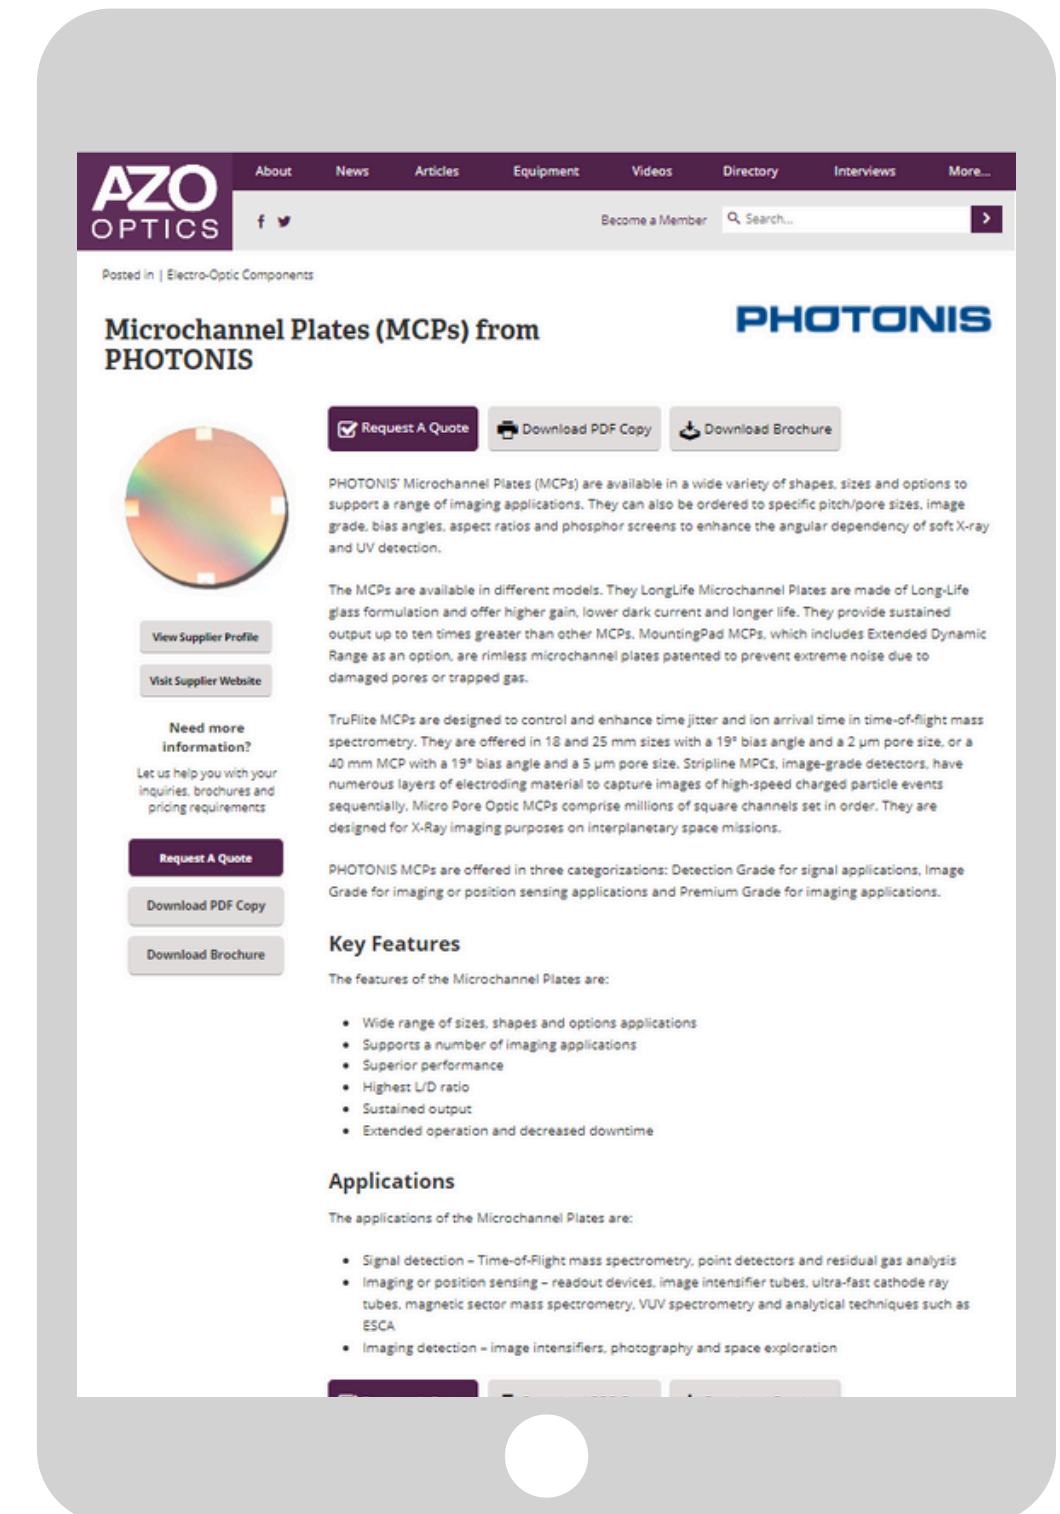 AZO
OPTICS
About News Articles Equipment Videos Directory Interviews More...
Become a Member Search...
Posted in | Electro-Optic Components
Microchannel Plates (MCPs) from
PHOTONIS
PHOTONIS
Request A Quote Download PDF Copy Download Brochure
PHOTONIS' Microchannel Plates (MCPs) are available in a wide variety of shapes, sizes and options to
support a range of imaging applications. They can also be ordered to specific pitch/pore sizes, image
grade, bias angles, aspect ratios and phosphor screens to enhance the angular dependency of soft X-ray
and UV detection.
The MCPs are available in different models. They LongLife Microchannel Plates are made of Long-Life
glass formulation and offer higher gain, lower dark current and longer life. They provide sustained
output up to ten times greater than other MCPs. MountingPad MCPs, which includes Extended Dynamic
Range as an option, are rimless microchannel plates patented to prevent extreme noise due to
damaged pores or trapped gas.
TruFlite MCPs are designed to control and enhance time jitter and ion arrival time in time-of-flight mass
spectrometry. They are offered in 18 and 25 mm sizes with a 19° bias angle and a 2 µm pore size, or a
40 mm MCP with a 19° bias angle and a 5 µm pore size. Stripline MPCs, image-grade detectors, have
numerous layers of electroding material to capture images of high-speed charged particle events
sequentially. Micro Pore Optic MCPs comprise millions of square channels set in order. They are
designed for X-Ray imaging purposes on interplanetary space missions.
PHOTONIS MCPs are offered in three categorizations: Detection Grade for signal applications, Image
Grade for imaging or position sensing applications and Premium Grade for imaging applications.
Key Features
The features of the Microchannel Plates are:
• Wide range of sizes, shapes and options applications
• Supports a number of imaging applications
• Superior performance
• Highest L/D ratio
• Sustained output
• Extended operation and decreased downtime
Applications
The applications of the Microchannel Plates are:
• Signal detection – Time-of-Flight mass spectrometry, point detectors and residual gas analysis
• Imaging or position sensing – readout devices, image intensifier tubes, ultra-fast cathode ray
tubes, magnetic sector mass spectrometry, VUV spectrometry and analytical techniques such as
ESCA
• Imaging detection – image intensifiers, photography and space exploration
View Supplier Profile
Visit Supplier Website
Need more
information?
Let us help you with your
inquiries, brochures and
pricing requirements
Request A Quote
Download PDF Copy
Download Brochure